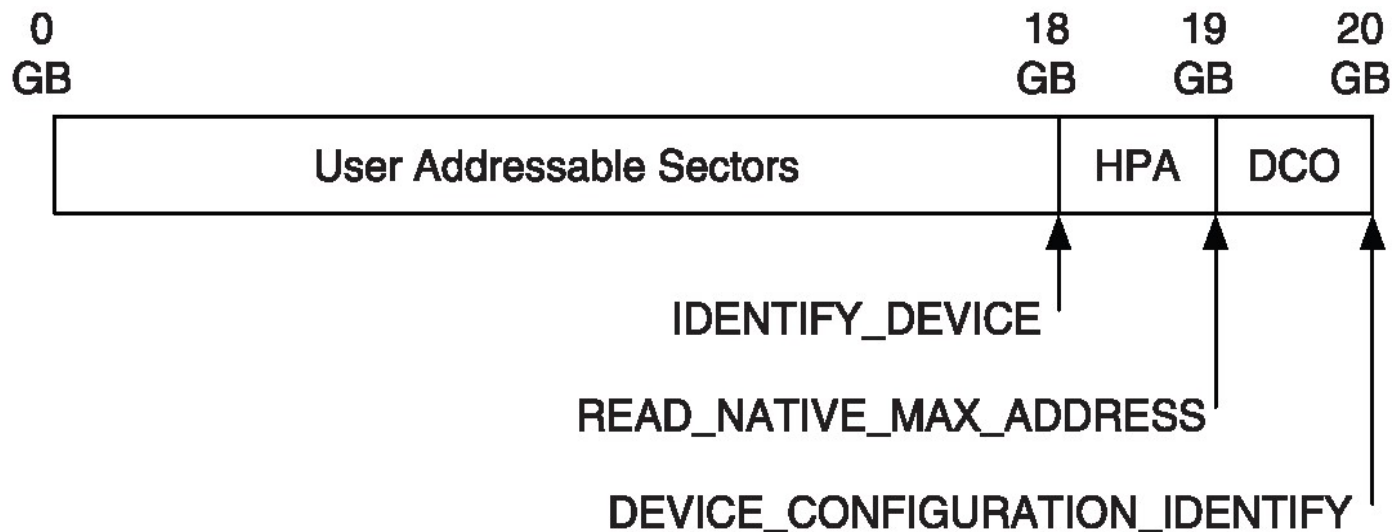 0 18 19 20
GB GB GB GB
User Addressable Sectors HPA DCO
IDENTIFY_DEVICE
READ_NATIVE_MAX_ADDRESS
DEVICE_CONFIGURATION_IDENTIFY